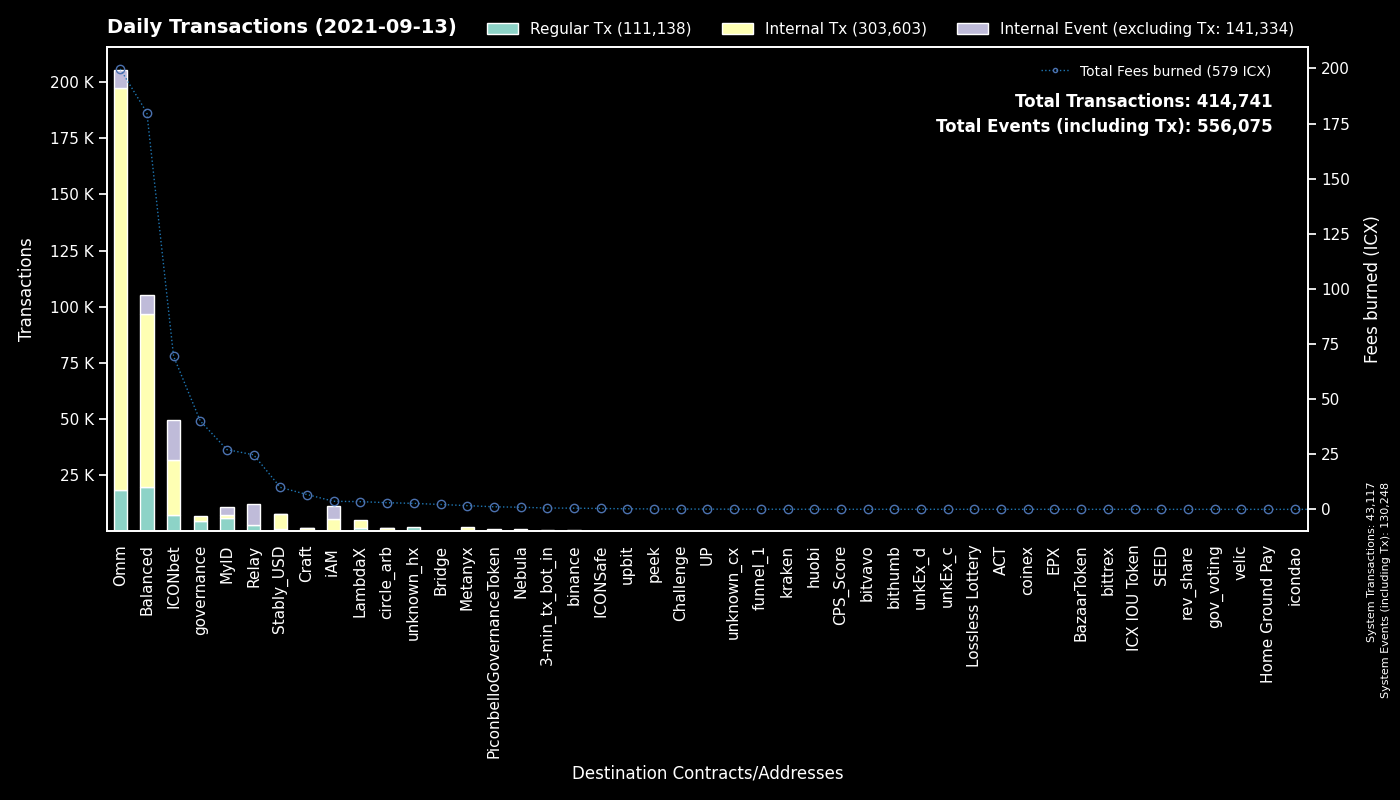 Daily Transactions (2021-09-13)
Regular Tx (111,138)
Internal Tx (303,603)
Internal Event (excluding Tx: 141,334)
Total Fees burned (579 ICX)
Total Transactions: 414,741
Total Events (including Tx): 556,075
Transactions
200 K
175 K
150 K
125 K
100 K
75 K
50 K
25 K
200
175
150
125
100
75
50
25
0
Fees burned (ICX)
System Transactions: 43,117
System Events (including Tx): 130,248
Omm
Balanced
ICONbet
governance
MyID
Relay
Stably_USD
Craft
iAM
LambdaX
circle_arb
unknown_hx
Bridge
Metanyx
PiconbelloGovernanceToken
Nebula
3-min_tx_bot_in
binance
ICONSafe
upbit
peek
Challenge
UP
unknown_cx
funnel_1
kraken
huobi
CPS_Score
bitvavo
bithumb
unkEx_d
unkEx_c
Lossless Lottery
ACT
coinex
EPX
BazaarToken
bittrex
ICX IOU Token
SEED
rev_share
gov_voting
velic
Home Ground Pay
icondao
Destination Contracts/Addresses